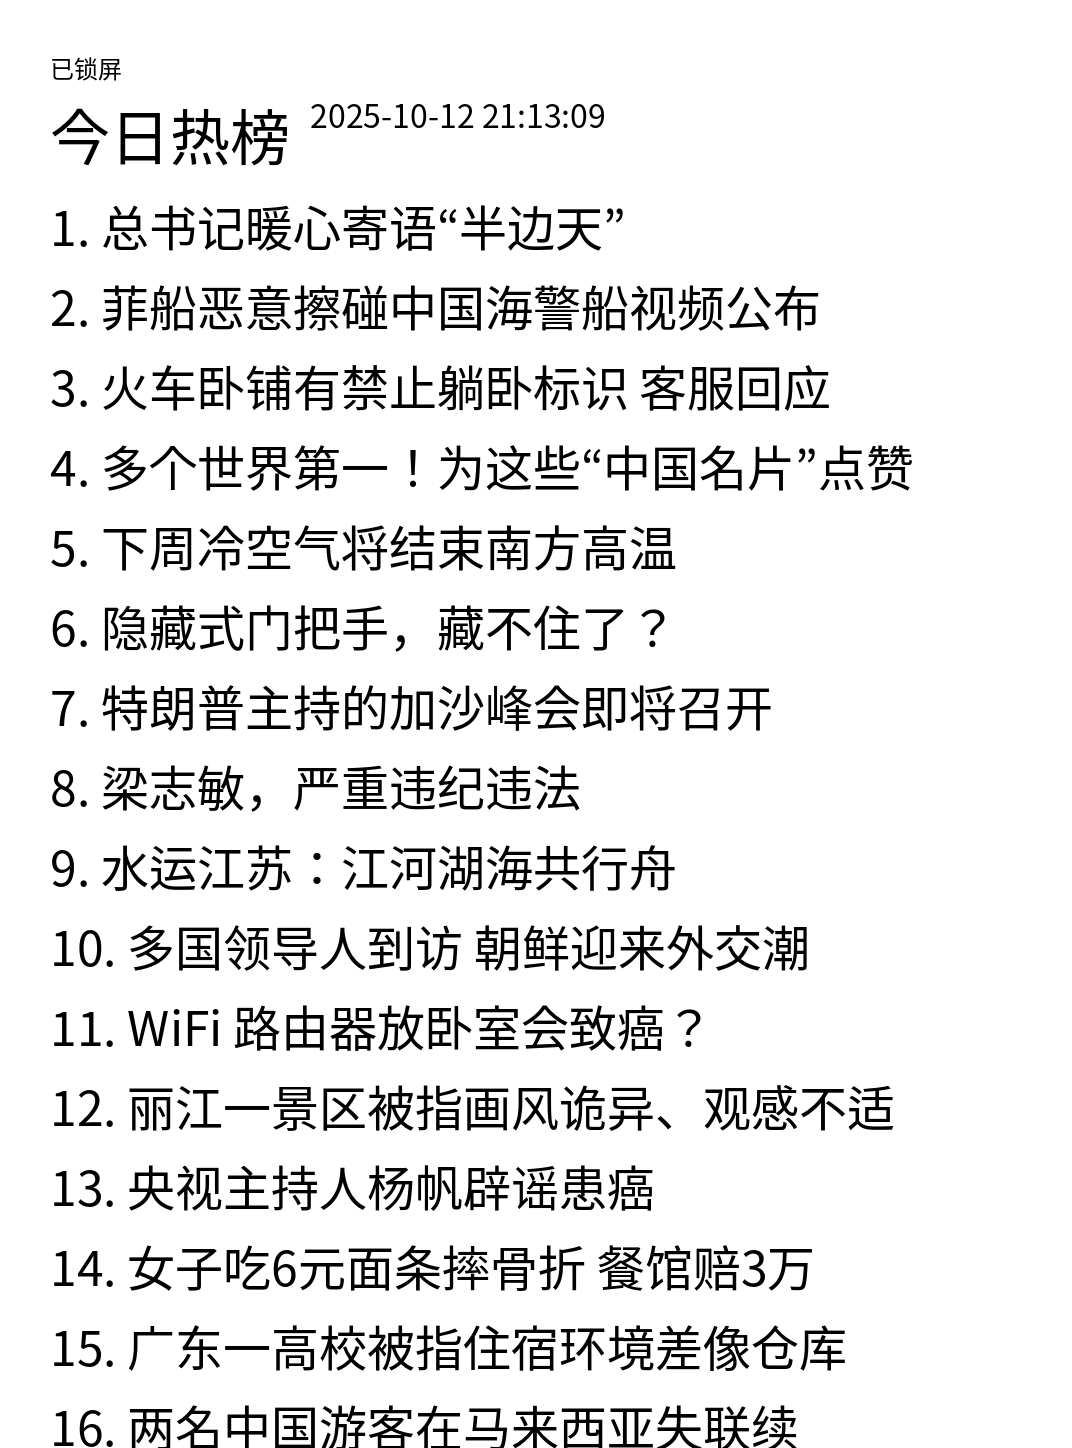 已锁屏
今日热榜 2025-10-12 21:13:09
1. 总书记暖心寄语“半边天”
2. 菲船恶意擦碰中国海警船视频公布
3. 火车卧铺有禁止躺卧标识 客服回应
4. 多个世界第一！为这些“中国名片”点赞
5. 下周冷空气将结束南方高温
6. 隐藏式门把手，藏不住了？
7. 特朗普主持的加沙峰会即将召开
8. 梁志敏，严重违纪违法
9. 水运江苏：江河湖海共行舟
10. 多国领导人到访 朝鲜迎来外交潮
11. WiFi 路由器放卧室会致癌？
12. 丽江一景区被指画风诡异、观感不适
13. 央视主持人杨帆辟谣患癌
14. 女子吃6元面条摔骨折 餐馆赔3万
15. 广东一高校被指住宿环境差像仓库
16. 两名中国游客在马来西亚失联续